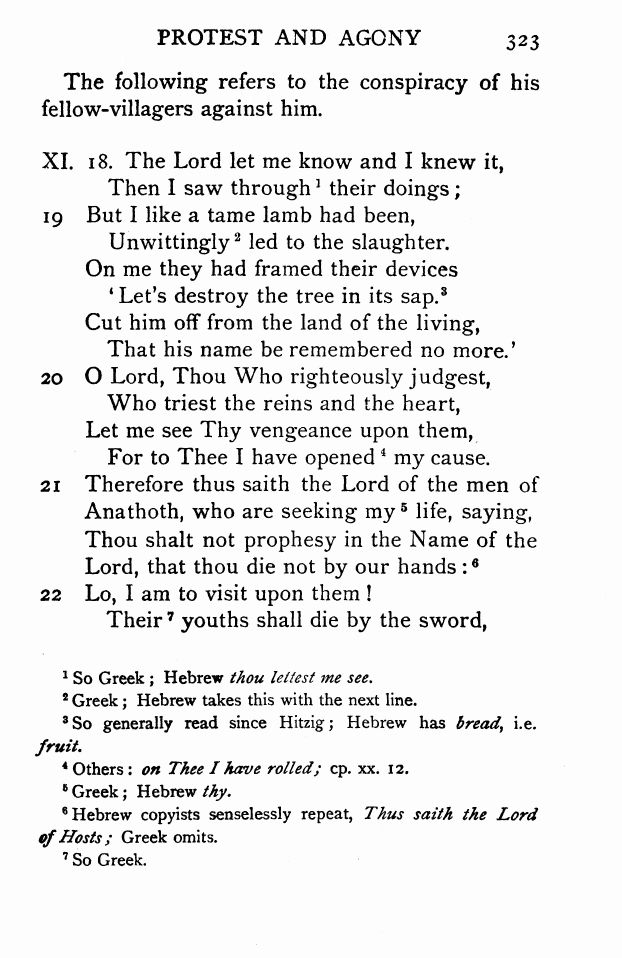 PROTEST AND AGONY 323
The following refers to the conspiracy of his
fellow-villagers against him.
XI. 18. The Lord let me know and I knew it,
Then I saw through ¹ their doings ;
19 But I like a tame lamb had been,
Unwittingly ² led to the slaughter.
On me they had framed their devices
‘ Let’s destroy the tree in its sap.³
Cut him off from the land of the living,
That his name be remembered no more.’
20 O Lord, Thou Who righteously judgest,
Who triest the reins and the heart,
Let me see Thy vengeance upon them,
For to Thee I have opened ⁴ my cause.
21 Therefore thus saith the Lord of the men of
Anathoth, who are seeking my ⁵ life, saying,
Thou shalt not prophesy in the Name of the
Lord, that thou die not by our hands : ⁶
22 Lo, I am to visit upon them !
Their ⁷ youths shall die by the sword,
¹ So Greek ; Hebrew thou lettest me see.
² Greek ; Hebrew takes this with the next line.
³ So generally read since Hitzig ; Hebrew has bread, i.e.
fruit.
⁴ Others : on Thee I have rolled ; cp. xx. 12.
⁵ Greek ; Hebrew thy.
⁶ Hebrew copyists senselessly repeat, Thus saith the Lord
of Hosts ; Greek omits.
⁷ So Greek.